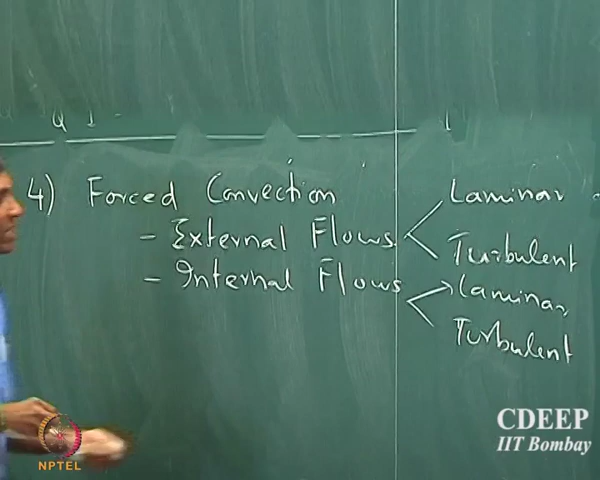 4) Forced Convection
- External Flows
Laminar
Turbulent
- Internal Flows
Laminar
Turbulent
CDEEP
IIT Bombay
NPTEL